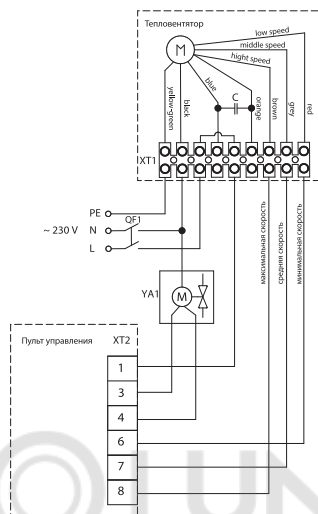 Тепловентятор
low speed
middle speed
hight speed
M
blue
C
yellow-green
black
orange
brown
grey
red
XT1
PE
QF1
~ 230 V
N
L
максимальная скорость
средняя скорость
минимальная скорость
YA1
M
Пульт управления
XT2
1
3
4
6
7
8